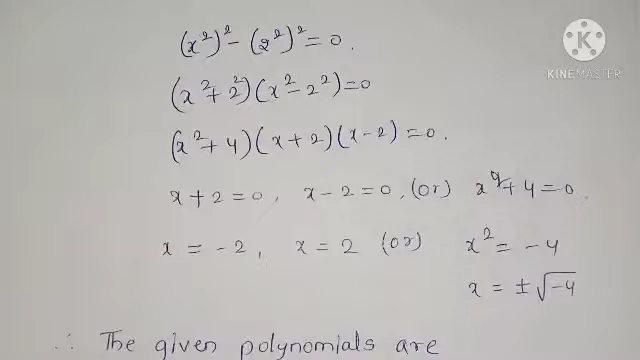 (x²)² - (2²)² = 0.
KINEMASTER
(x² + 2²)(x² - 2²) = 0
(x² + 4)(x + 2)(x - 2) = 0.
x + 2 = 0, x - 2 = 0, (or) x² + 4 = 0.
x = -2, x = 2 (or) x² = -4
x = ± √-4
∴ The given polynomials are